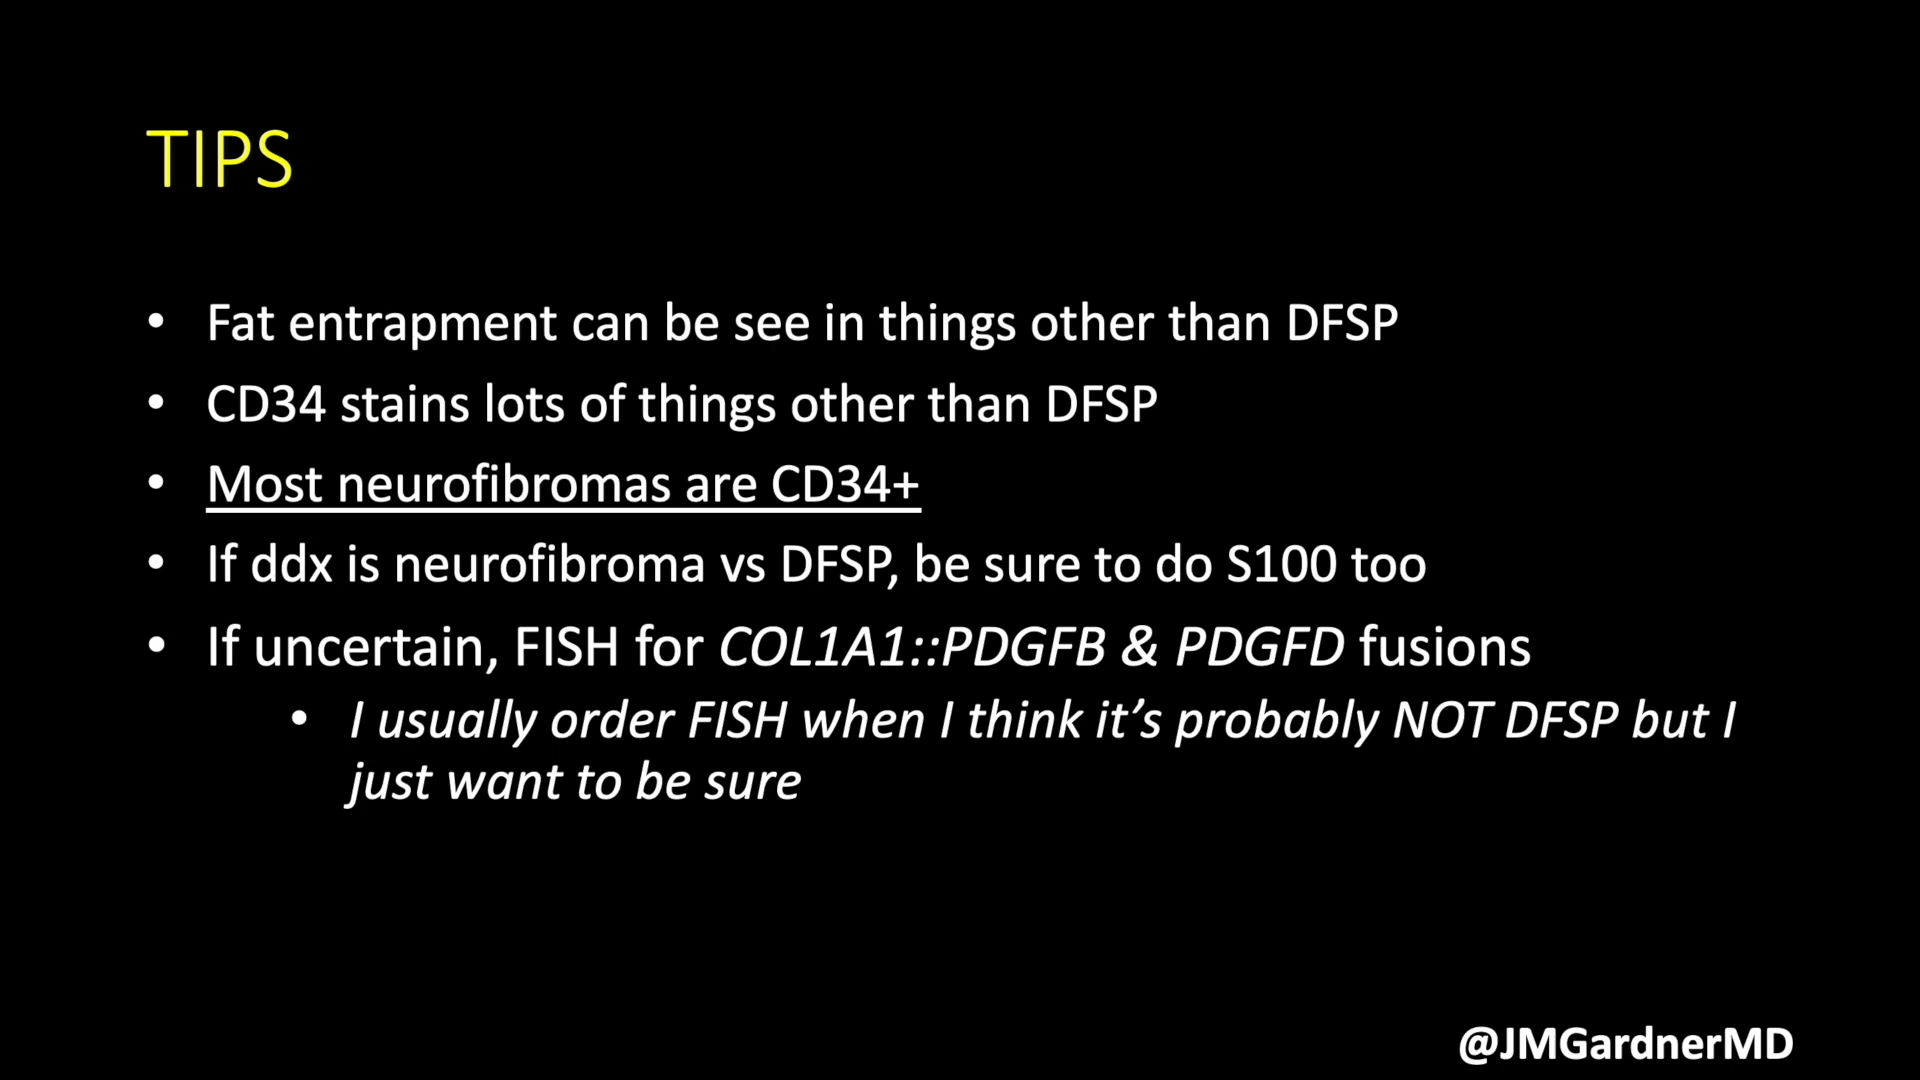 TIPS
• Fat entrapment can be see in things other than DFSP
• CD34 stains lots of things other than DFSP
• Most neurofibromas are CD34+
• If ddx is neurofibroma vs DFSP, be sure to do S100 too
• If uncertain, FISH for COL1A1::PDGFB & PDGFD fusions
• I usually order FISH when I think it’s probably NOT DFSP but I
just want to be sure
@JMGardnerMD